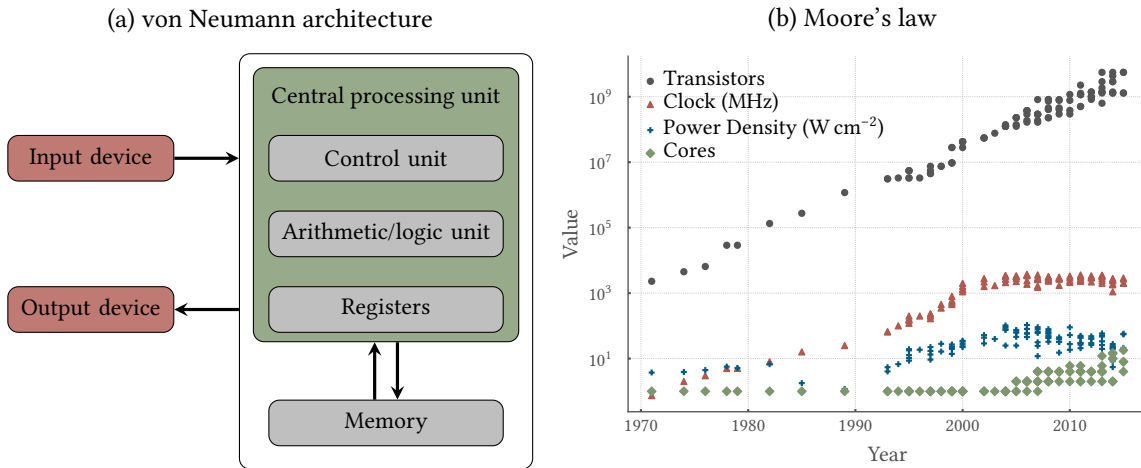 (a) von Neumann architecture
Central processing unit
Control unit
Arithmetic/logic unit
Registers
Memory
Input device
Output device
(b) Moore's law
Transistors
Clock (MHz)
Power Density (W cm⁻²)
Cores
Value
10⁹
10⁷
10⁵
10³
10¹
1970 1980 1990 2000 2010
Year